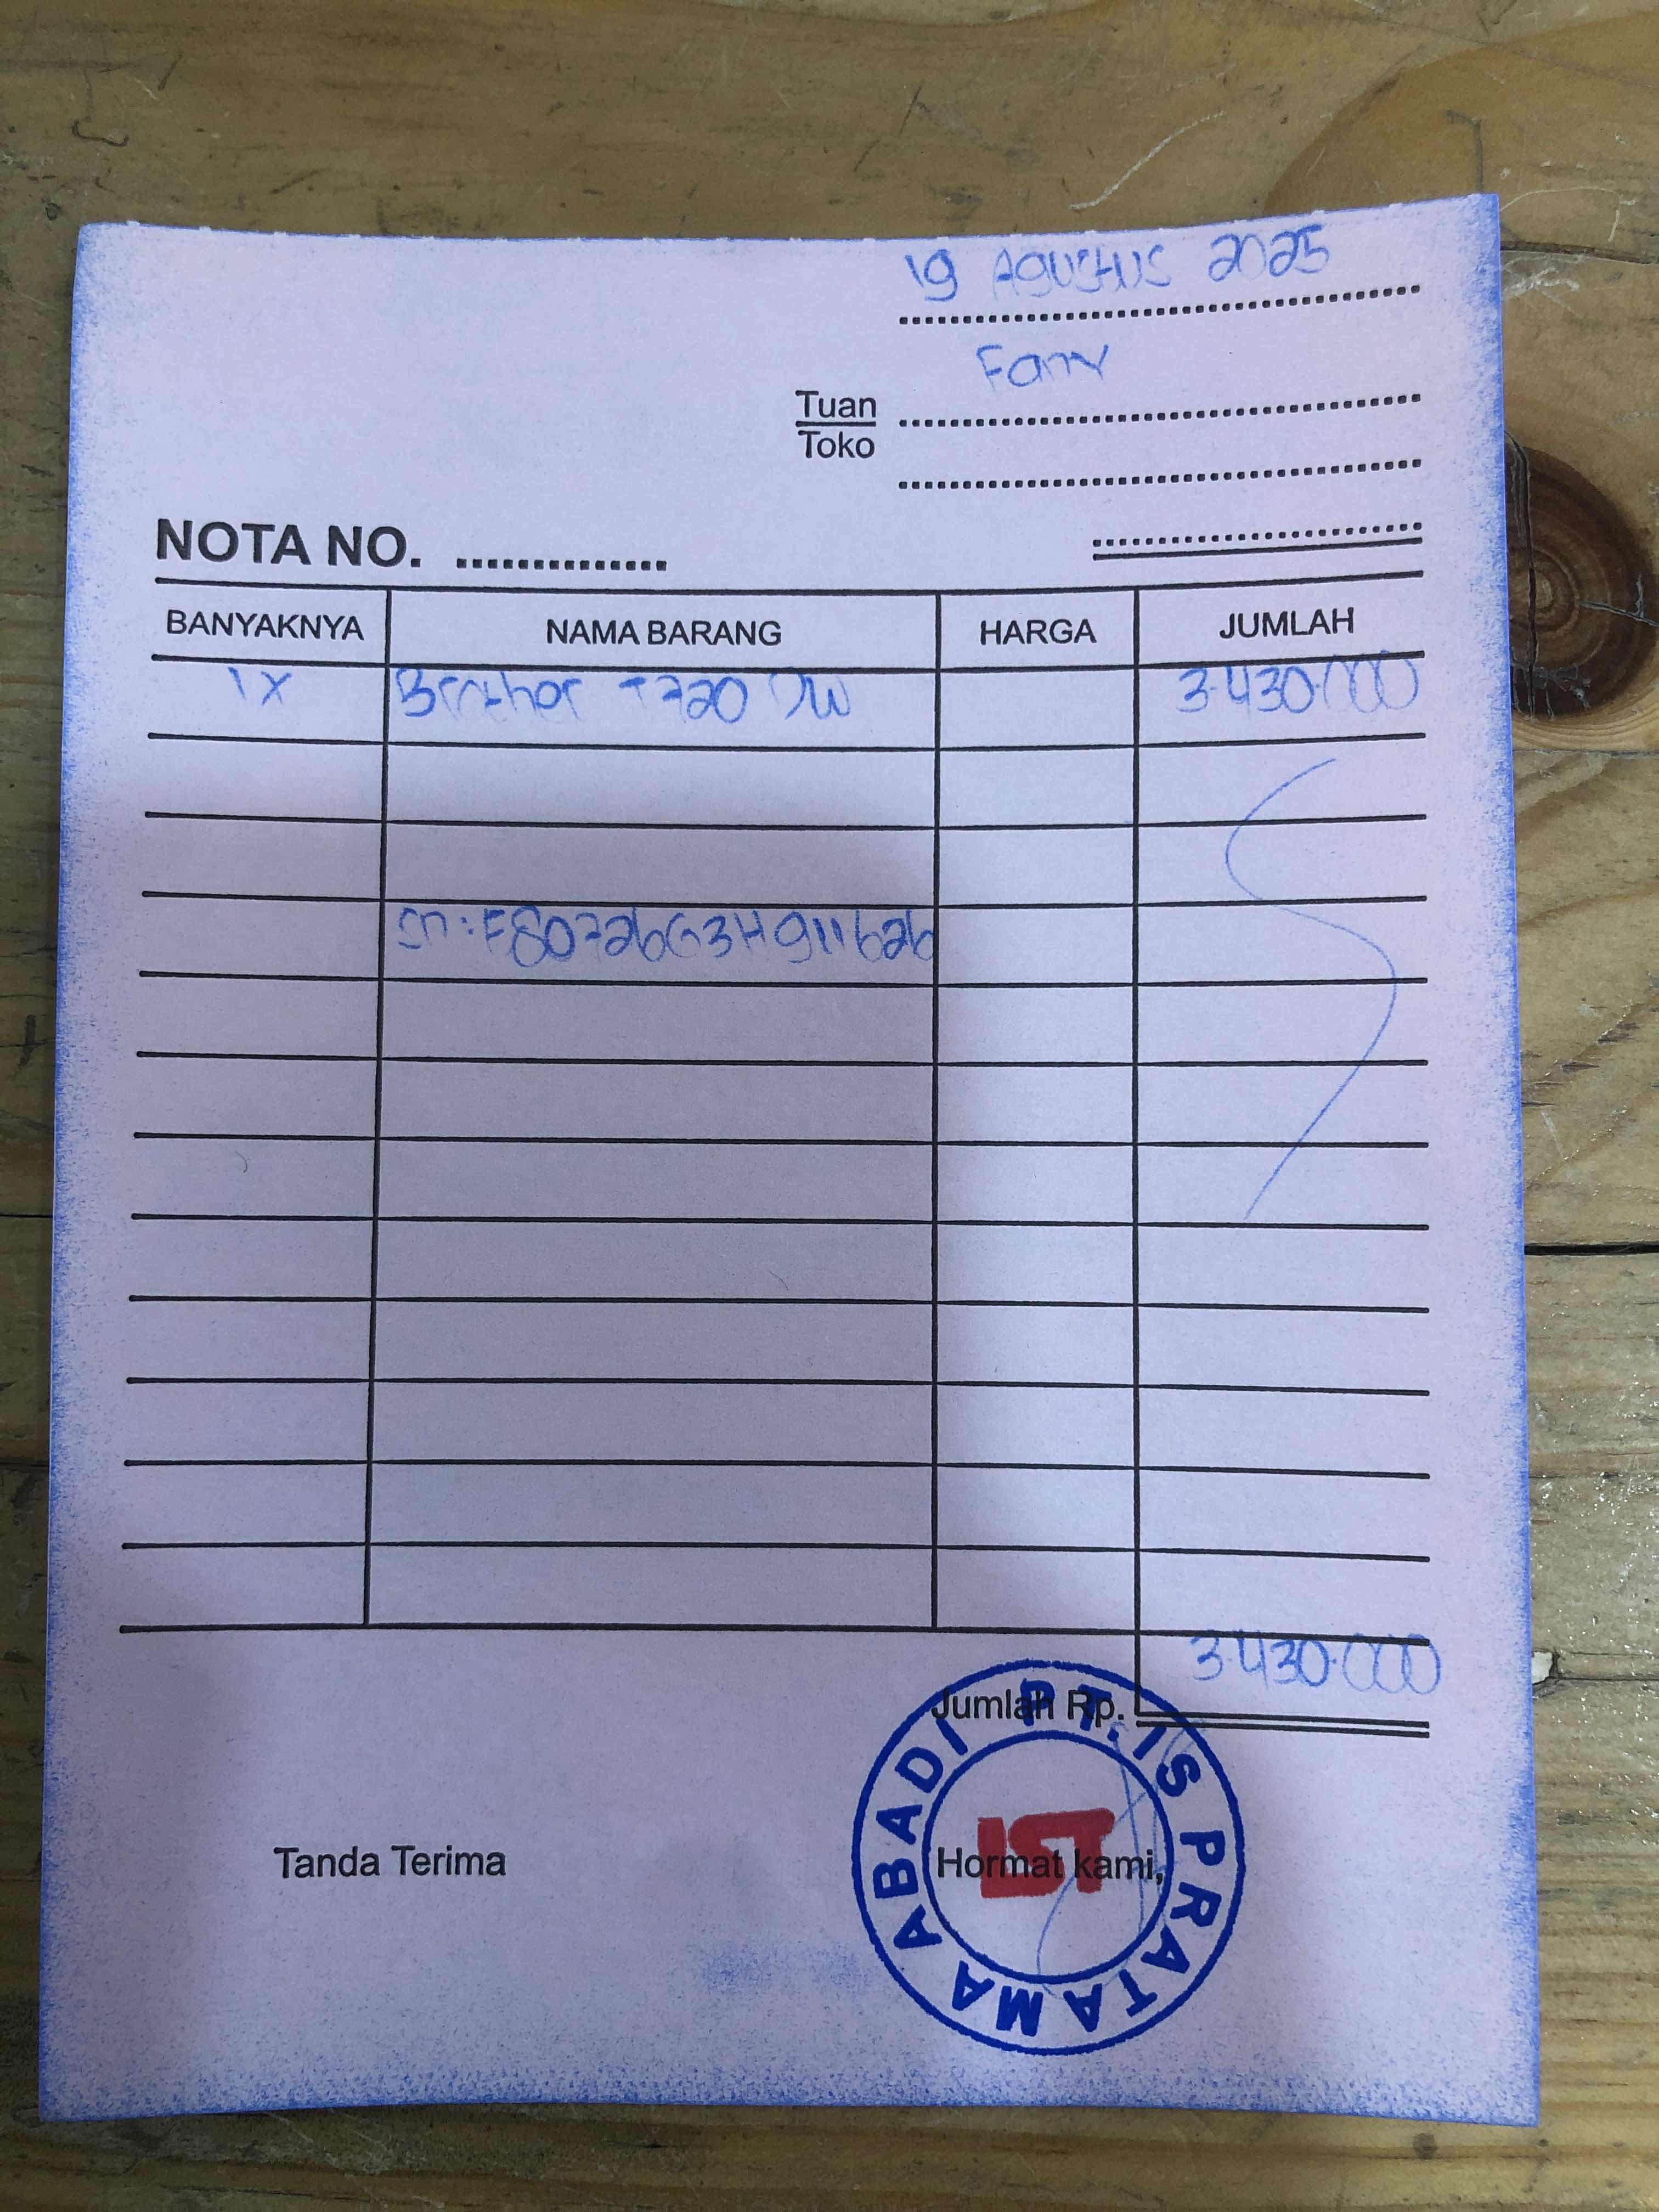 19 AGUSTUS 2025
Fany
Tuan
Toko
NOTA NO.
BANYAKNYA NAMA BARANG HARGA JUMLAH
1X Brother T720 DW 3.430.000
sn:E80726G3H911626
3.430.000
Jumlah Rp.
Tanda Terima
Hormat kami,
PT. IS PRATAMA ABADI
IST